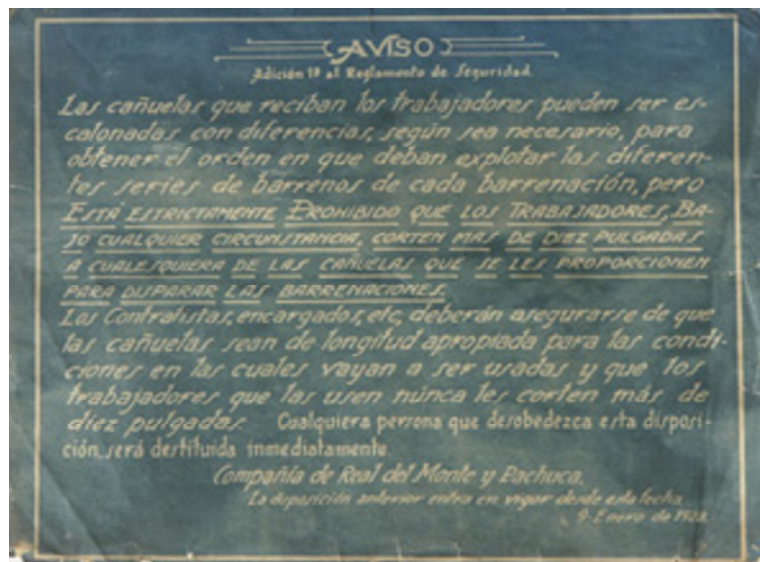 AVISO
Adición 1ª al Reglamento de Seguridad.
Las cañuelas que reciban los trabajadores pueden ser es-
calonadas con diferencias, según sea necesario, para
obtener el orden en que deban explotar las diferen-
tes series de barrenos de cada barrenación, pero
ESTÁ ESTRICTAMENTE PROHIBIDO QUE LOS TRABAJADORES, BA-
JO CUALQUIER CIRCUNSTANCIA, CORTEN MAS DE DIEZ PULGADAS
A CUALESQUIERA DE LAS CAÑUELAS QUE SE LES PROPORCIONEN
PARA DISPARAR LAS BARRENACIONES.
Los Contratistas, encargados, etc, deberán asegurarse de que
las cañuelas sean de longitud apropiada para las condi-
ciones en las cuales vayan a ser usadas y que los
trabajadores que las usen núnca les corten más de
diez pulgadas. Cualquiera persona que desobedezca esta disposi-
ción, será destituida inmediatamente.
Compañía de Real del Monte y Pachuca.
La disposición anterior entra en vigor desde esta fecha
9-Enero de